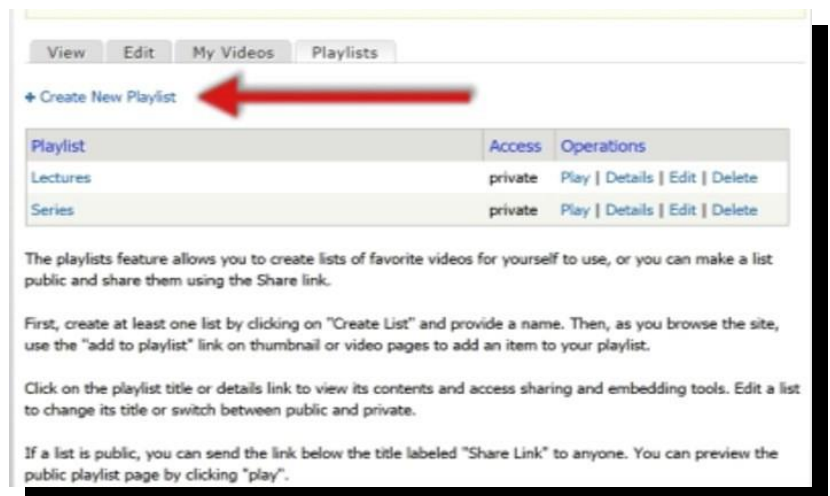 View Edit My Videos Playlists
+ Create New Playlist
Playlist Access Operations
Lectures private Play | Details | Edit | Delete
Series private Play | Details | Edit | Delete
The playlists feature allows you to create lists of favorite videos for yourself to use, or you can make a list
public and share them using the Share link.
First, create at least one list by clicking on "Create List" and provide a name. Then, as you browse the site,
use the "add to playlist" link on thumbnail or video pages to add an item to your playlist.
Click on the playlist title or details link to view its contents and access sharing and embedding tools. Edit a list
to change its title or switch between public and private.
If a list is public, you can send the link below the title labeled "Share Link" to anyone. You can preview the
public playlist page by clicking "play".